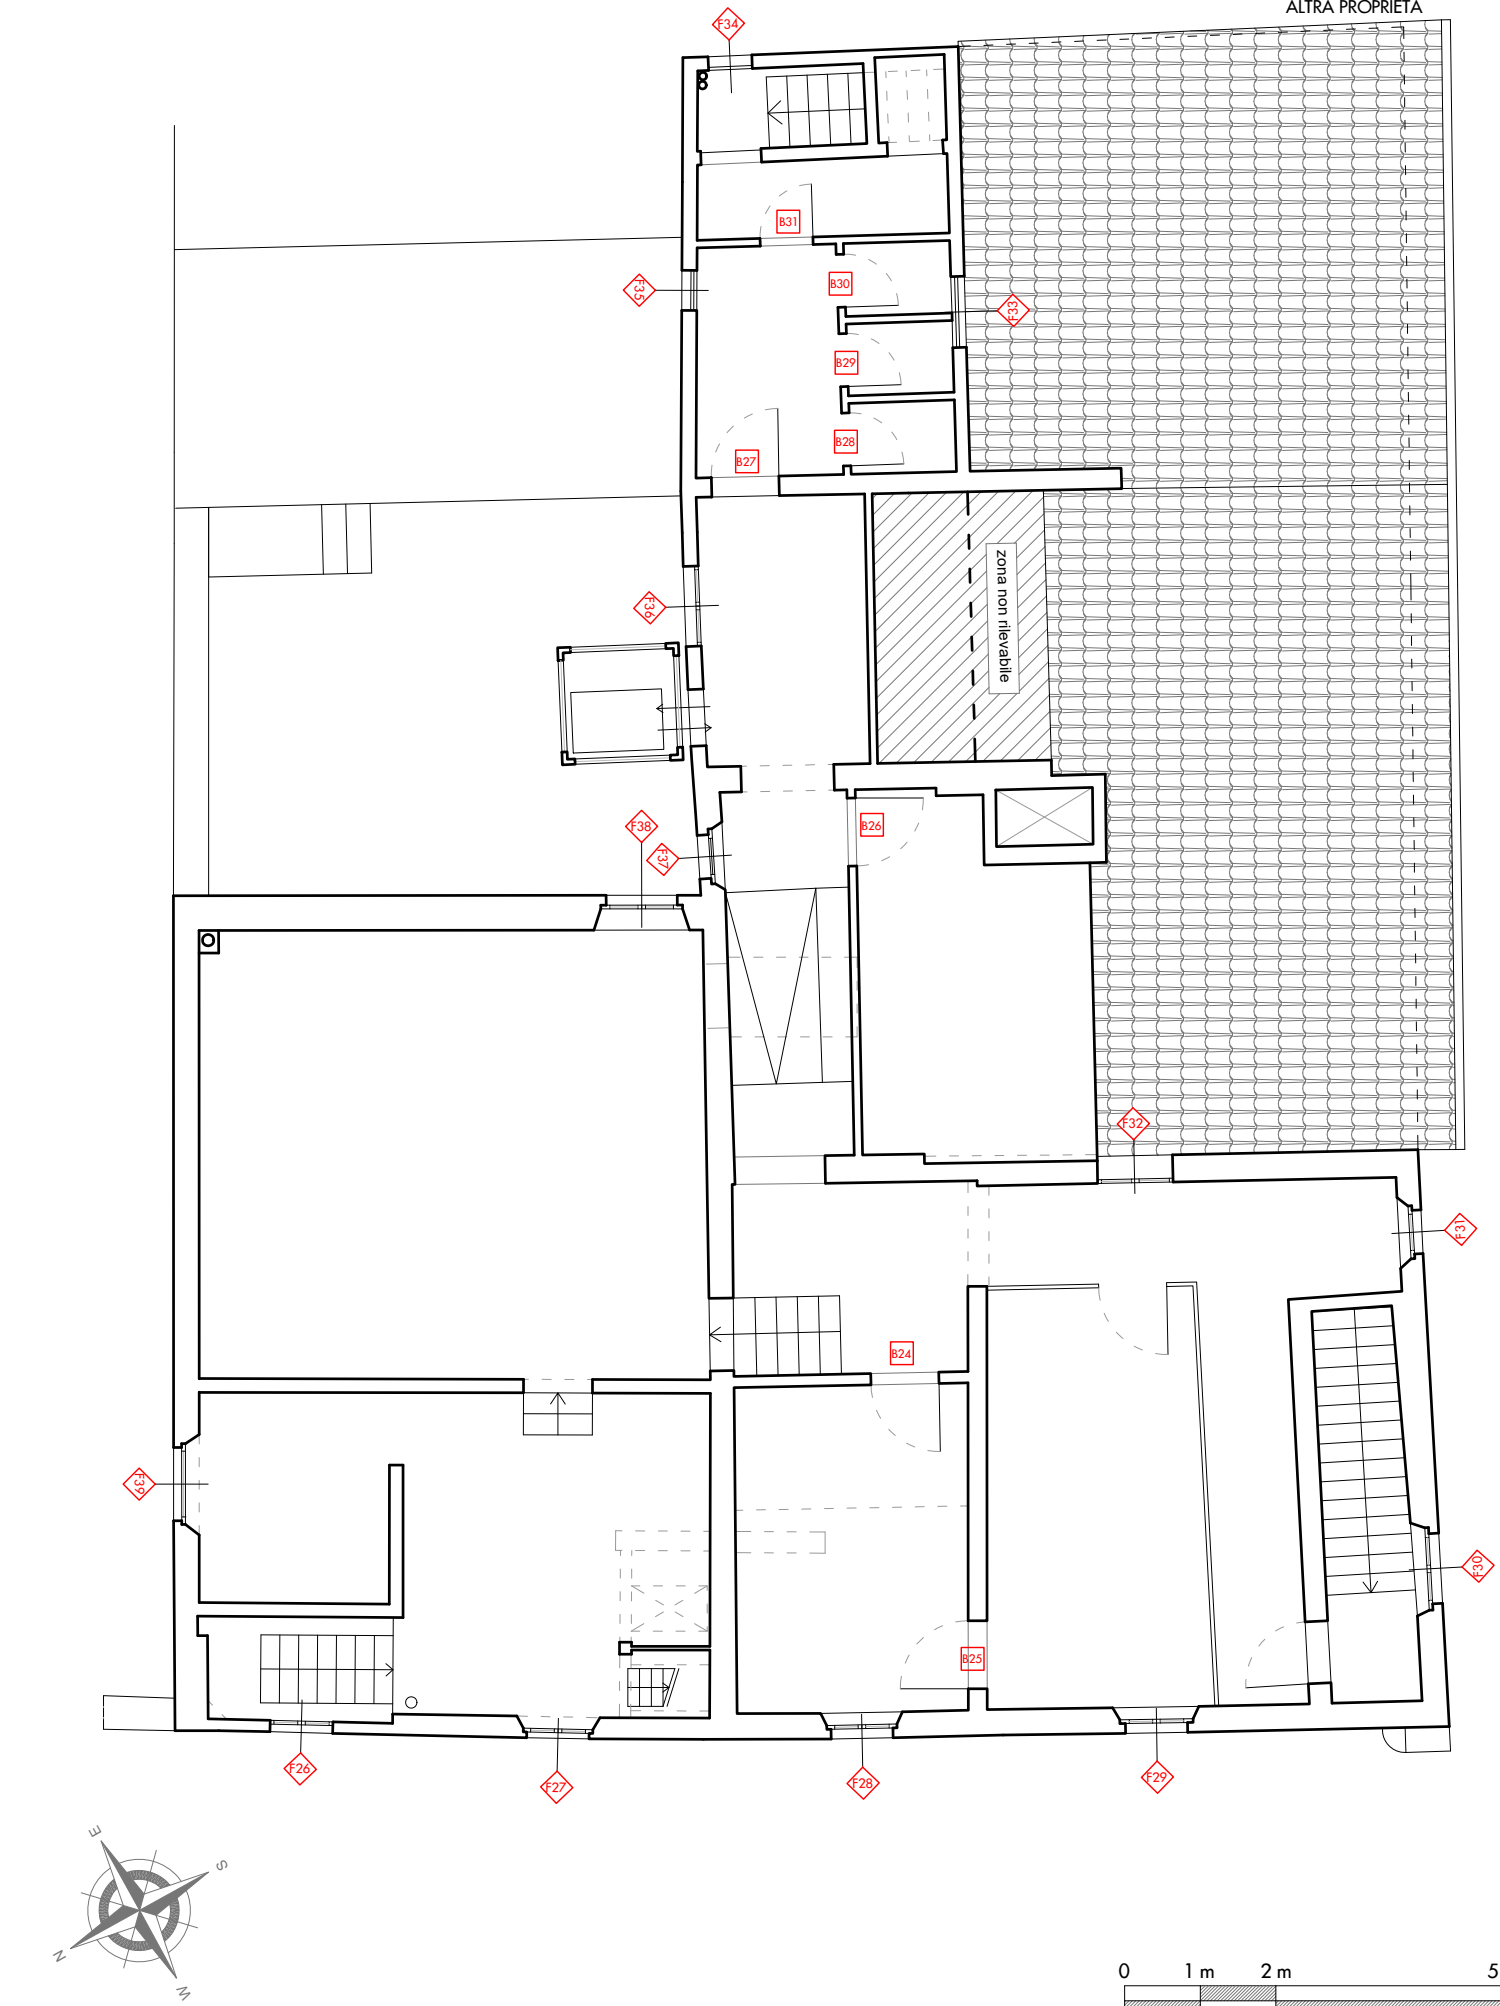 ALTRA PROPRIETÀ
F34
B31
B30
F35
F33
B29
B28
B27
zona non rilevabile
F36
B26
F38
F37
F32
F31
B24
F39
F30
B25
F26
F27
F28
F29
E
S
N
W
0 1 m 2 m 5